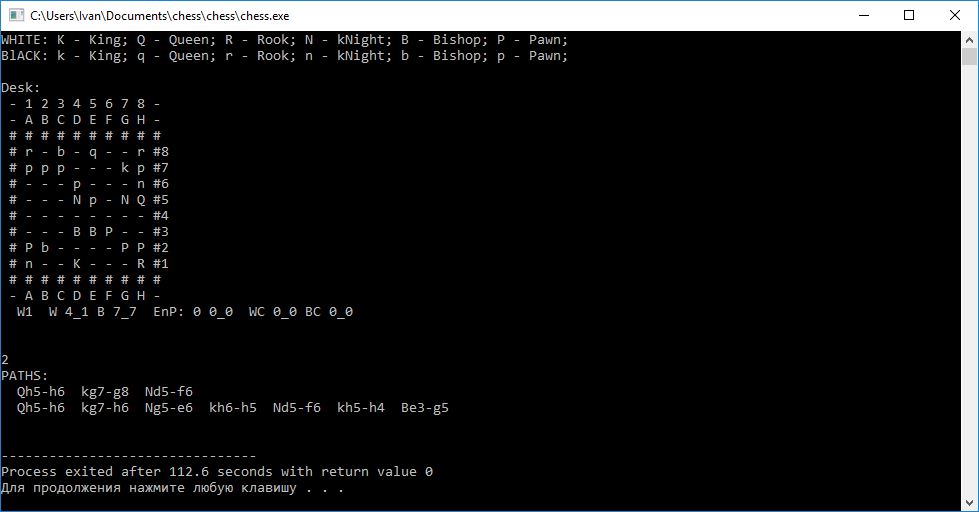 C:\Users\Ivan\Documents\chess\chess\chess.exe
WHITE: K - King; Q - Queen; R - Rook; N - kNight; B - Bishop; P - Pawn;
BlACK: k - King; q - Queen; r - Rook; n - kNight; b - Bishop; p - Pawn;
Desk:
- 1 2 3 4 5 6 7 8 -
- A B C D E F G H -
# # # # # # # # # #
# r - b - q - - r #8
# p p p - - - k p #7
# - - - p - - - n #6
# - - - N p - N Q #5
# - - - - - - - - #4
# - - - B B P - - #3
# P b - - - - P P #2
# n - - K - - - R #1
# # # # # # # # # #
- A B C D E F G H -
W1  W 4_1 B 7_7  EnP: 0 0_0  WC 0_0 BC 0_0
2
PATHS:
Qh5-h6  kg7-g8  Nd5-f6
Qh5-h6  kg7-h6  Ng5-e6  kh6-h5  Nd5-f6  kh5-h4  Be3-g5
--------------------------------
Process exited after 112.6 seconds with return value 0
Для продолжения нажмите любую клавишу . . .